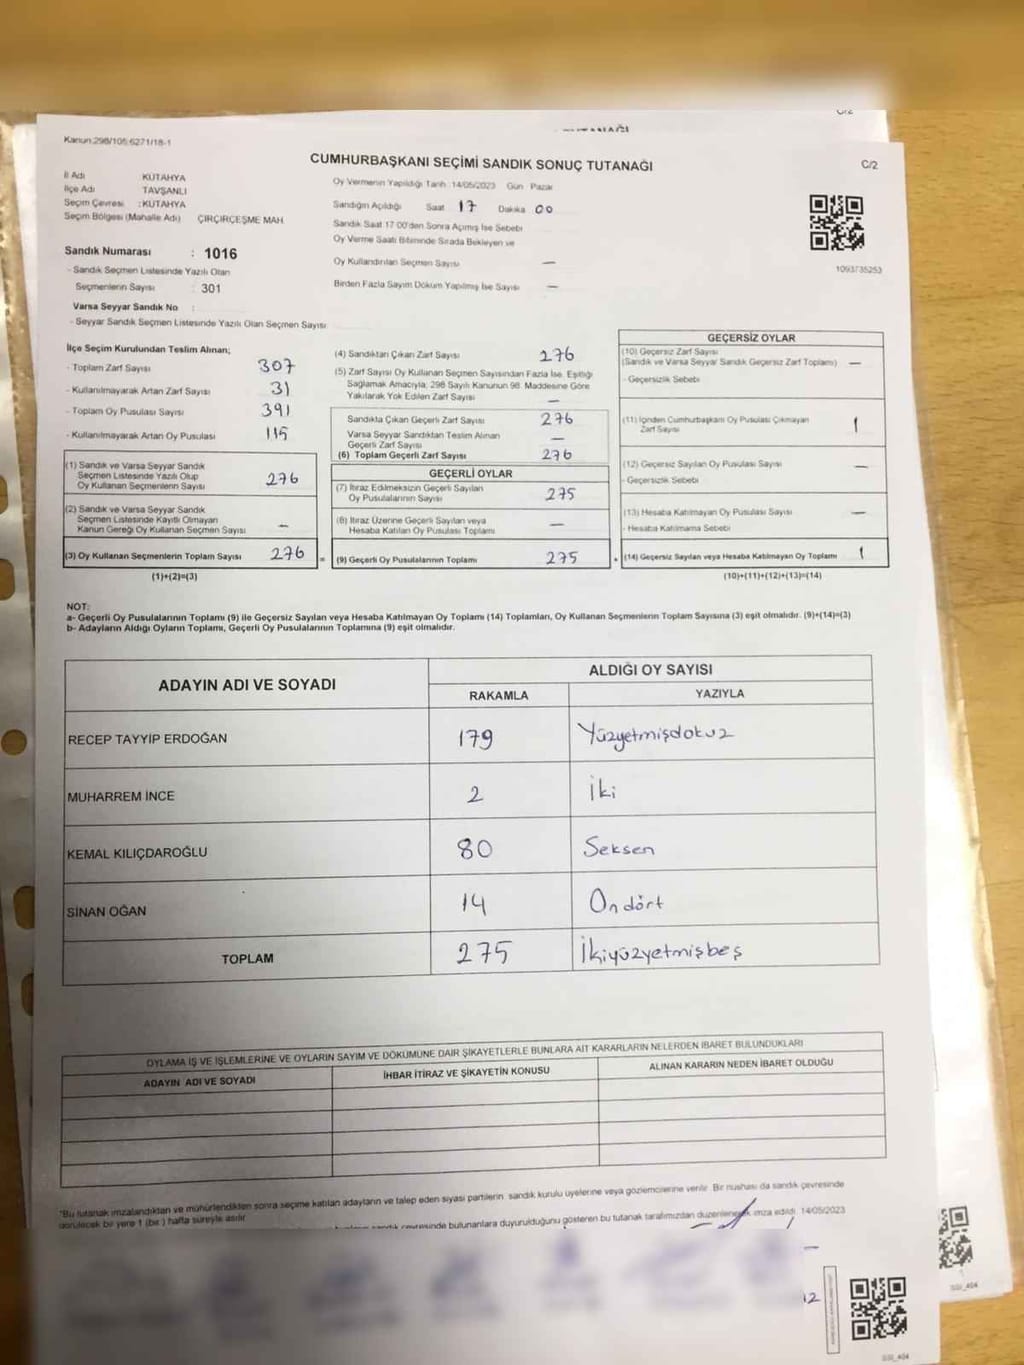 Kanun 298/105 6271/18-1
CUMHURBAŞKANI SEÇİMİ SANDIK SONUÇ TUTANAĞI
C/2
İl Adı KÜTAHYA
İlçe Adı TAVŞANLI
Seçim Çevresi :KÜTAHYA
Seçim Bölgesi (Mahalle Adı) ÇIRÇIRÇEŞME MAH.
Oy Vermenin Yapıldığı Tarih :14/05/2023 Gün Pazar
Sandığın Açıldığı Saat 17 Dakika 00
Sandık Saat 17:00'den Sonra Açmış İse Sebebi
Oy Verme Saati Bitiminde Sırada Bekleyen ve
Oy Kullandırılan Seçmen Sayısı —
Birden Fazla Sayım Döküm Yapılmış İse Sayısı —
1093735253
Sandık Numarası : 1016
- Sandık Seçmen Listesinde Yazılı Olan
Seçmenlerin Sayısı 301
Varsa Seyyar Sandık No :
- Seyyar Sandık Seçmen Listesinde Yazılı Olan Seçmen Sayısı
İlçe Seçim Kurulundan Teslim Alınan;
- Toplam Zarf Sayısı 307
- Kullanılmayarak Artan Zarf Sayısı 31
- Toplam Oy Pusulası Sayısı 391
- Kullanılmayarak Artan Oy Pusulası 115
(1) Sandık ve Varsa Seyyar Sandık
Seçmen Listesinde Yazılı Olup
Oy Kullanan Seçmenlerin Sayısı 276
(2) Sandık ve Varsa Seyyar Sandık
Seçmen Listesinde Kayıtlı Olmayan
Kanun Gereği Oy Kullanan Seçmen Sayısı —
(3) Oy Kullanan Seçmenlerin Toplam Sayısı 276 =
(1)+(2)=(3)
(4) Sandıktan Çıkan Zarf Sayısı 276
(5) Zarf Sayısı Oy Kullanan Seçmen Sayısından Fazla İse, Eşitliği
Sağlamak Amacıyla, 298 Sayılı Kanunun 98. Maddesine Göre
Yakılarak Yok Edilen Zarf Sayısı —
Sandıkta Çıkan Geçerli Zarf Sayısı 276
Varsa Seyyar Sandıktan Teslim Alınan
Geçerli Zarf Sayısı —
(6) Toplam Geçerli Zarf Sayısı 276
GEÇERLİ OYLAR
(7) İtiraz Edilmeksizin Geçerli Sayılan
Oy Pusulalarının Sayısı 275
(8) İtiraz Üzerine Geçerli Sayılan veya
Hesaba Katılan Oy Pusulası Toplamı —
(9) Geçerli Oy Pusulalarının Toplamı 275 +
GEÇERSİZ OYLAR
(10) Geçersiz Zarf Sayısı
(Sandık ve Varsa Seyyar Sandık Geçersiz Zarf Toplamı) —
- Geçersizlik Sebebi
(11) İçinden Cumhurbaşkanı Oy Pusulası Çıkmayan
Zarf Sayısı 1
(12) Geçersiz Sayılan Oy Pusulası Sayısı —
- Geçersizlik Sebebi
(13) Hesaba Katılmayan Oy Pusulası Sayısı —
- Hesaba Katılmama Sebebi
(14) Geçersiz Sayılan veya Hesaba Katılmayan Oy Toplamı 1
(10)+(11)+(12)+(13)=(14)
NOT:
a- Geçerli Oy Pusulalarının Toplamı (9) ile Geçersiz Sayılan veya Hesaba Katılmayan Oy Toplamı (14) Toplamları, Oy Kullanan Seçmenlerin Toplam Sayısına (3) eşit olmalıdır. (9)+(14)=(3)
b- Adayların Aldığı Oyların Toplamı, Geçerli Oy Pusulalarının Toplamına (9) eşit olmalıdır.
ADAYIN ADI VE SOYADI
ALDIĞI OY SAYISI
RAKAMLA YAZIYLA
RECEP TAYYİP ERDOĞAN 179 Yüzyetmişdokuz
MUHARREM İNCE 2 İki
KEMAL KILIÇDAROĞLU 80 Seksen
SİNAN OĞAN 14 Ondört
TOPLAM 275 İkiyüzyetmişbeş
OYLAMA İŞ VE İŞLEMLERİNE VE OYLARIN SAYIM VE DÖKÜMÜNE DAİR ŞİKAYETLERLE BUNLARA AİT KARARLARIN NELERDEN İBARET BULUNDUKLARI
ADAYIN ADI VE SOYADI İHBAR İTİRAZ VE ŞİKAYETİN KONUSU ALINAN KARARIN NEDEN İBARET OLDUĞU
*Bu tutanak imzalandıktan ve mühürlendikten sonra seçime katılan adayların ve talep eden siyasi partilerin sandık kurulu üyelerine veya gözlemcilerine verilir. Bir nüshası da sandık çevresinde
görülecek bir yere 1 (bir) hafta süreyle asılır.
sandık çevresinde bulunanlara duyurulduğunu gösteren bu tutanak tarafımızdan düzenlenerek imza edildi. 14/05/2023
12
SSI_404
SSI_404